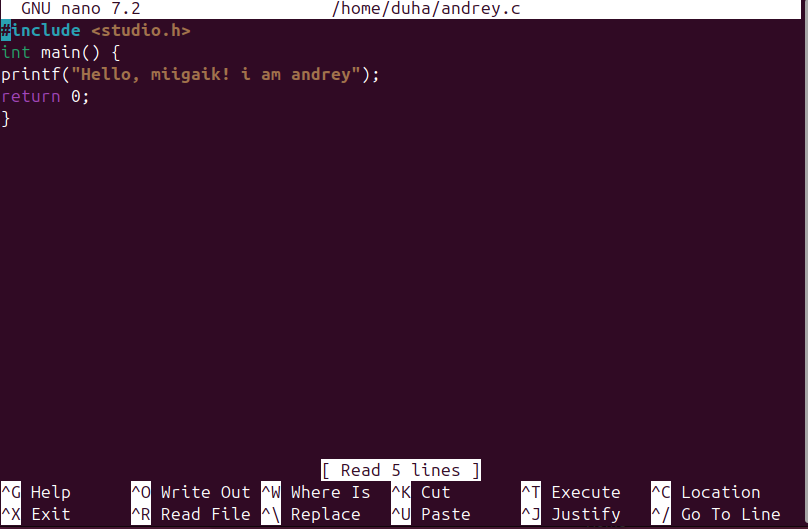 GNU nano 7.2 /home/duha/andrey.c
#include <studio.h>
int main() {
printf("Hello, miigaik! i am andrey");
return 0;
}
[ Read 5 lines ]
^G Help ^O Write Out ^W Where Is ^K Cut ^T Execute ^C Location
^X Exit ^R Read File ^\ Replace ^U Paste ^J Justify ^/ Go To Line